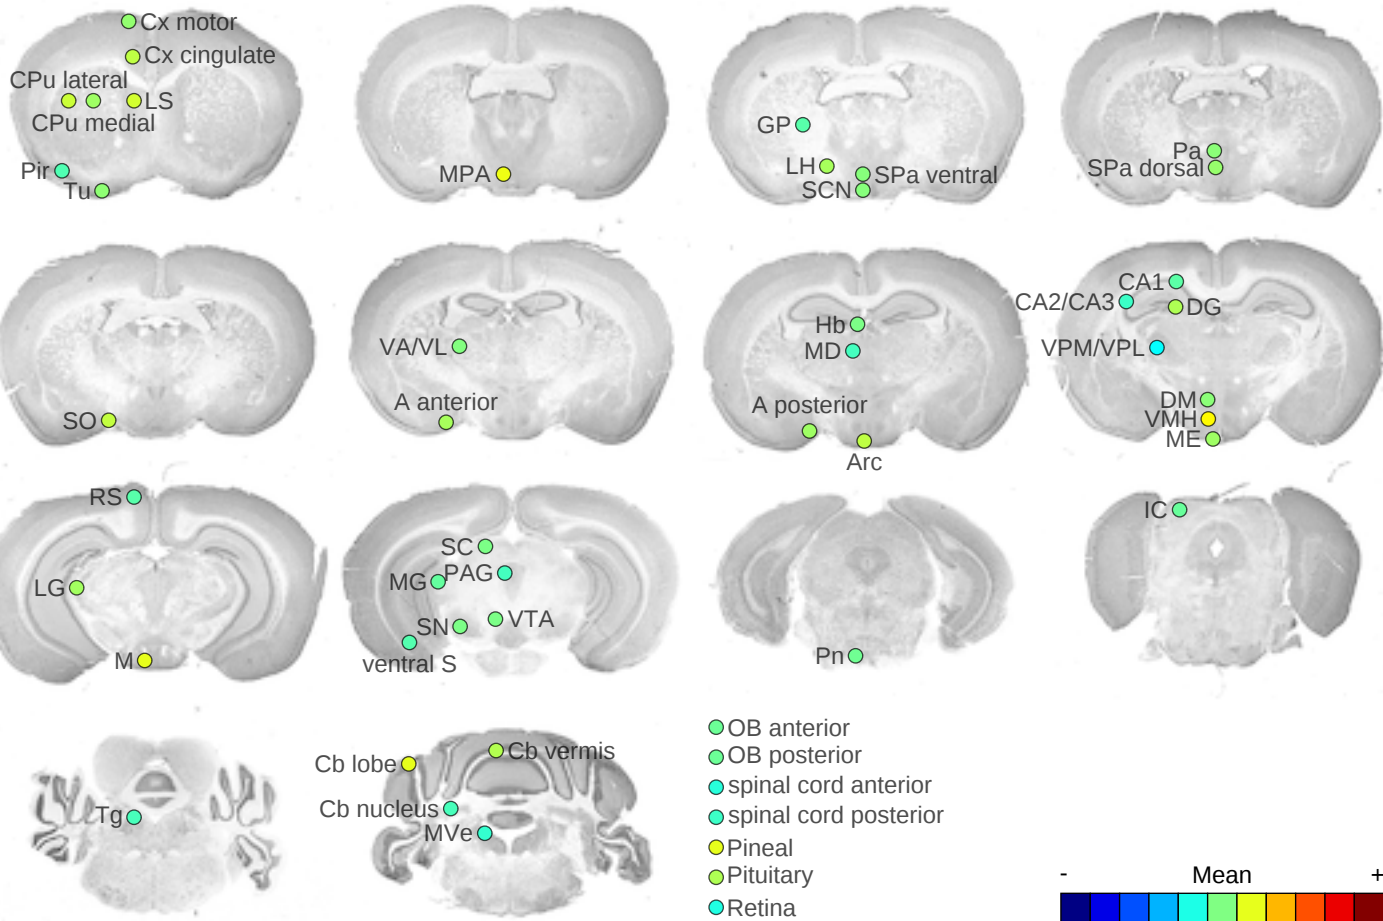 Cx motor
Cx cingulate
CPu lateral
LS
CPu medial
Pir
Tu
MPA
GP
LH
SPa ventral
SCN
Pa
SPa dorsal
SO
VA/VL
A anterior
Hb
MD
A posterior
Arc
CA1
CA2/CA3
DG
VPM/VPL
DM
VMH
ME
RS
LG
M
SC
MG
PAG
SN
VTA
ventral S
Pn
IC
Tg
Cb lobe
Cb vermis
Cb nucleus
MVe
OB anterior
OB posterior
spinal cord anterior
spinal cord posterior
Pineal
Pituitary
Retina
- Mean +